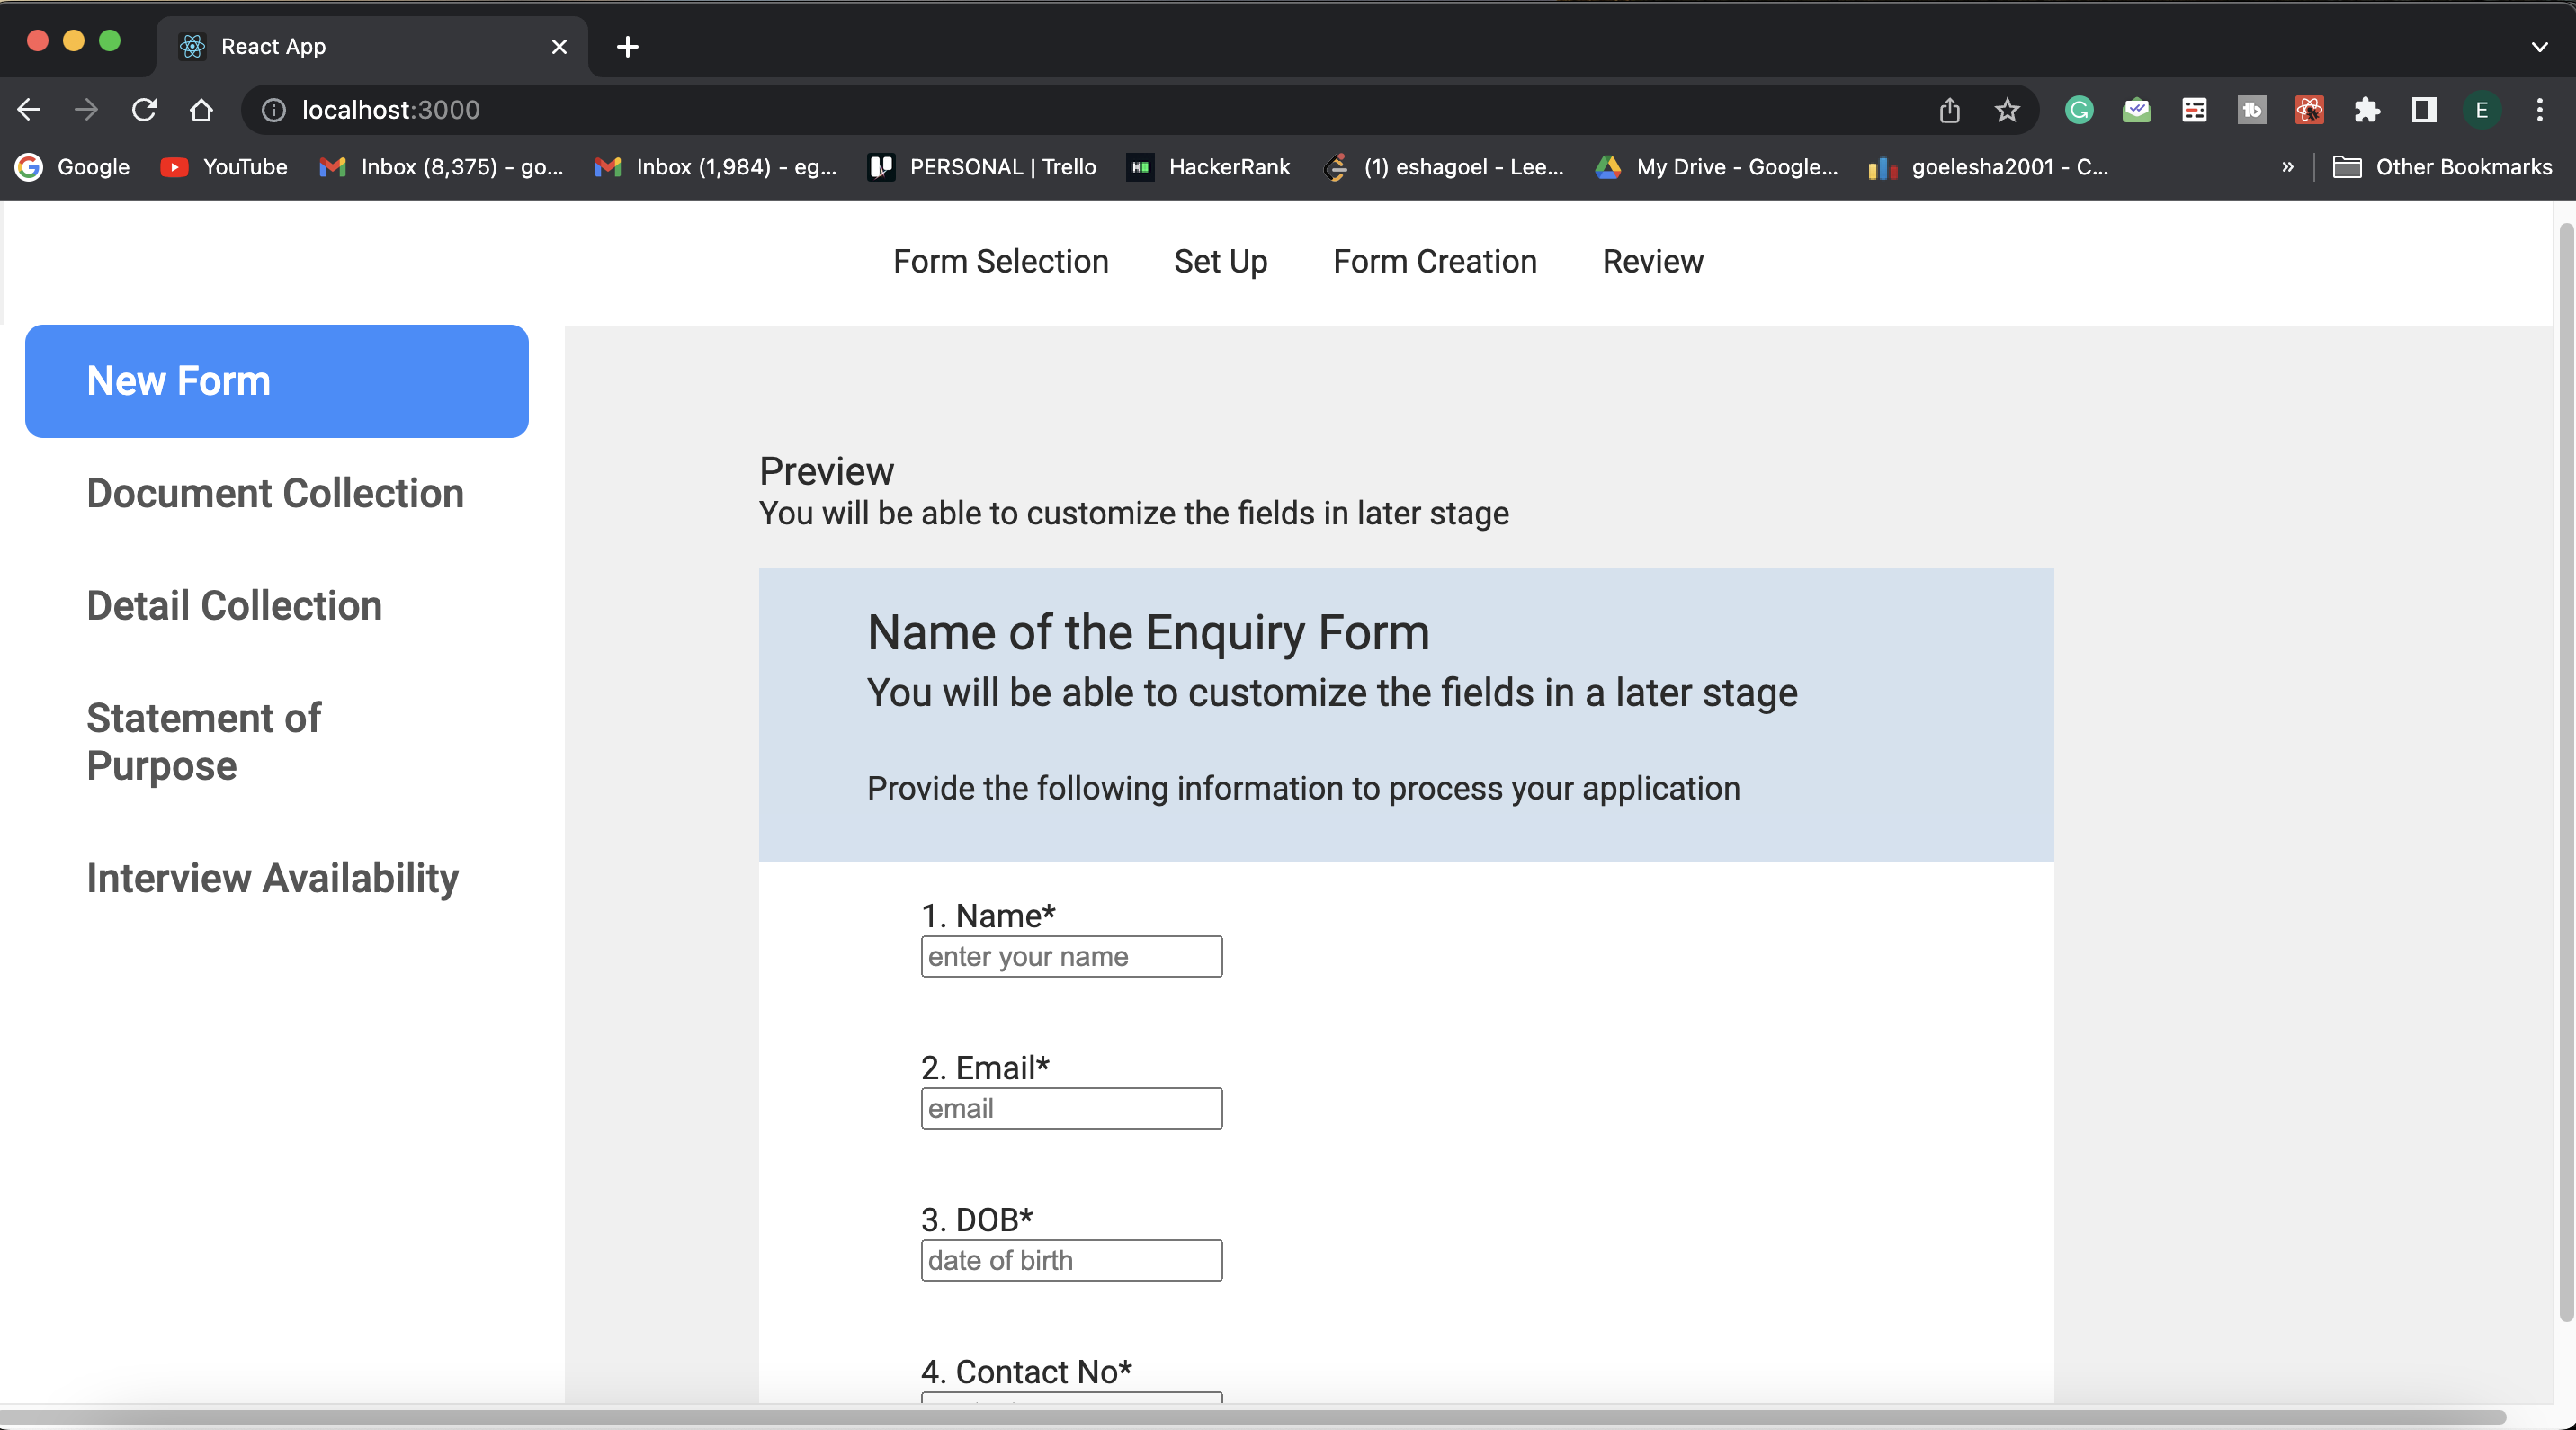 React App
localhost:3000
E
Google
YouTube
Inbox (8,375) - go...
Inbox (1,984) - eg...
PERSONAL | Trello
HackerRank
(1) eshagoel - Lee...
My Drive - Google...
goelesha2001 - C...
»
Other Bookmarks
Form Selection
Set Up
Form Creation
Review
New Form
Document Collection
Detail Collection
Statement of
Purpose
Interview Availability
Preview
You will be able to customize the fields in later stage
Name of the Enquiry Form
You will be able to customize the fields in a later stage
Provide the following information to process your application
1. Name*
enter your name
2. Email*
email
3. DOB*
date of birth
4. Contact No*